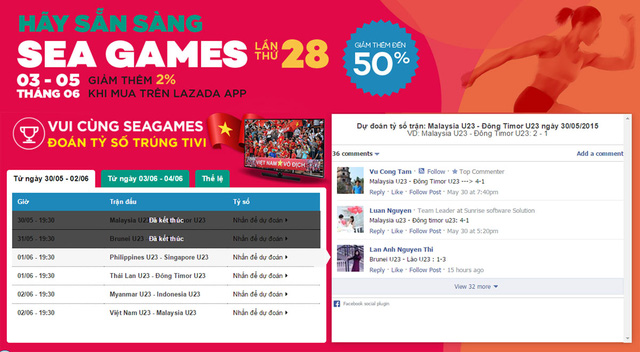 HÃY SẴN SÀNG
SEA GAMES LẦN THỨ 28
03 - 05 THÁNG 06
GIẢM THÊM 2% KHI MUA TRÊN LAZADA APP
GIẢM THÊM ĐẾN
50%
VUI CÙNG SEAGAMES
ĐOÁN TỶ SỐ TRÚNG TIVI
VIỆT NAM VÔ ĐỊCH
Từ ngày 30/05 - 02/06
Từ ngày 03/06 - 04/06
Thể lệ
Giờ Trận đấu Tỷ số
30/05 - 19:30 Malaysia U23 Đã kết thúc Timor U23 Nhấn để dự đoán
31/05 - 19:30 Brunei U23 Đã kết thúc U23 Nhấn để dự đoán
01/06 - 19:30 Philippines U23 - Singapore U23 Nhấn để dự đoán
01/06 - 19:30 Thái Lan U23 - Đông Timor U23 Nhấn để dự đoán
02/06 - 19:30 Myanmar U23 - Indonesia U23 Nhấn để dự đoán
02/06 - 19:30 Việt Nam U23 - Malaysia U23 Nhấn để dự đoán
Dự đoán tỷ số trận: Malaysia U23 - Đông Timor U23 ngày 30/05/2015
VD: Malaysia U23 - Đông Timor U23: 2 - 1
36 comments Add a comment
Vu Cong Tam · Follow · Top Commenter
Malaysia U23 - Đông Timor U23 ---> 4-1
Reply · Like · Follow Post · May 30 at 7:40pm
Luan Nguyen · Team Leader at Sunrise software Solution
Malaysia u23 - Đông timor u23: 4-1
Reply · Like · Follow Post · May 30 at 5:20pm
Lan Anh Nguyen Thi
Brunei U23 - Lào U23 : 1-3
Reply · Like · Follow Post · 15 hours ago
View 32 more
Facebook social plugin